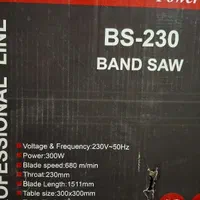 Power
BS-230
BAND SAW
PROFESSIONAL LINE
Voltage & Frequency:230V~50Hz
Power:300W
Blade speed:680 m/min
Throat:230mm
Blade Length:1511mm
Table size:300x300mm